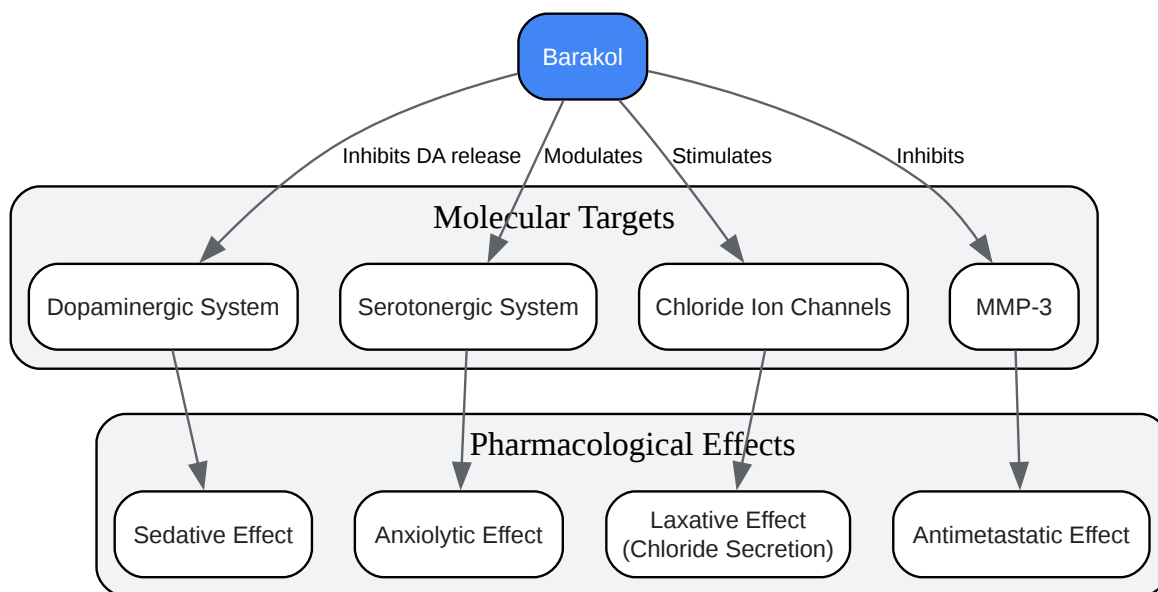 Barakol
Inhibits DA release
Modulates
Stimulates
Inhibits
Molecular Targets
Dopaminergic System
Serotonergic System
Chloride Ion Channels
MMP-3
Pharmacological Effects
Sedative Effect
Anxiolytic Effect
Laxative Effect
(Chloride Secretion)
Antimetastatic Effect